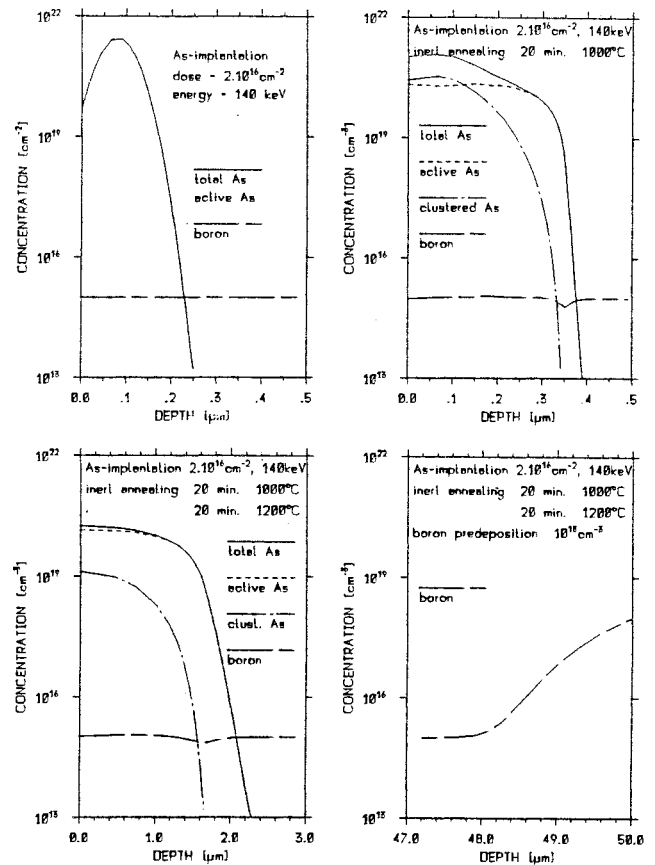 10²²
10¹⁹
10¹⁶
10¹³
CONCENTRATION [cm⁻²]
As-implantation
dose - 2.10¹⁶cm⁻²
energy - 140 keV
total As
active As
boron
0.0 .1 .2 .3 .4 .5
DEPTH [µm]
10²²
10¹⁹
10¹⁶
10¹³
CONCENTRATION [cm⁻³]
As-implantation 2.10¹⁶cm⁻², 140keV
inert annealing 20 min. 1000°C
total As
active As
clustered As
boron
0.0 .1 .2 .3 .4 .5
DEPTH [µm]
10²²
10¹⁹
10¹⁶
10¹³
CONCENTRATION [cm⁻³]
As-implantation 2.10¹⁶cm⁻², 140keV
inert annealing 20 min. 1000°C
20 min. 1200°C
total As
active As
clust. As
boron
0.0 1.0 2.0 3.0
DEPTH [µm]
10²²
10¹⁹
10¹⁶
10¹³
CONCENTRATION [cm⁻³]
As-implantation 2.10¹⁶cm⁻², 140keV
inert annealing 20 min. 1000°C
20 min. 1200°C
boron predeposition 10¹⁸cm⁻³
boron
47.0 48.0 49.0 50.0
DEPTH [µm]